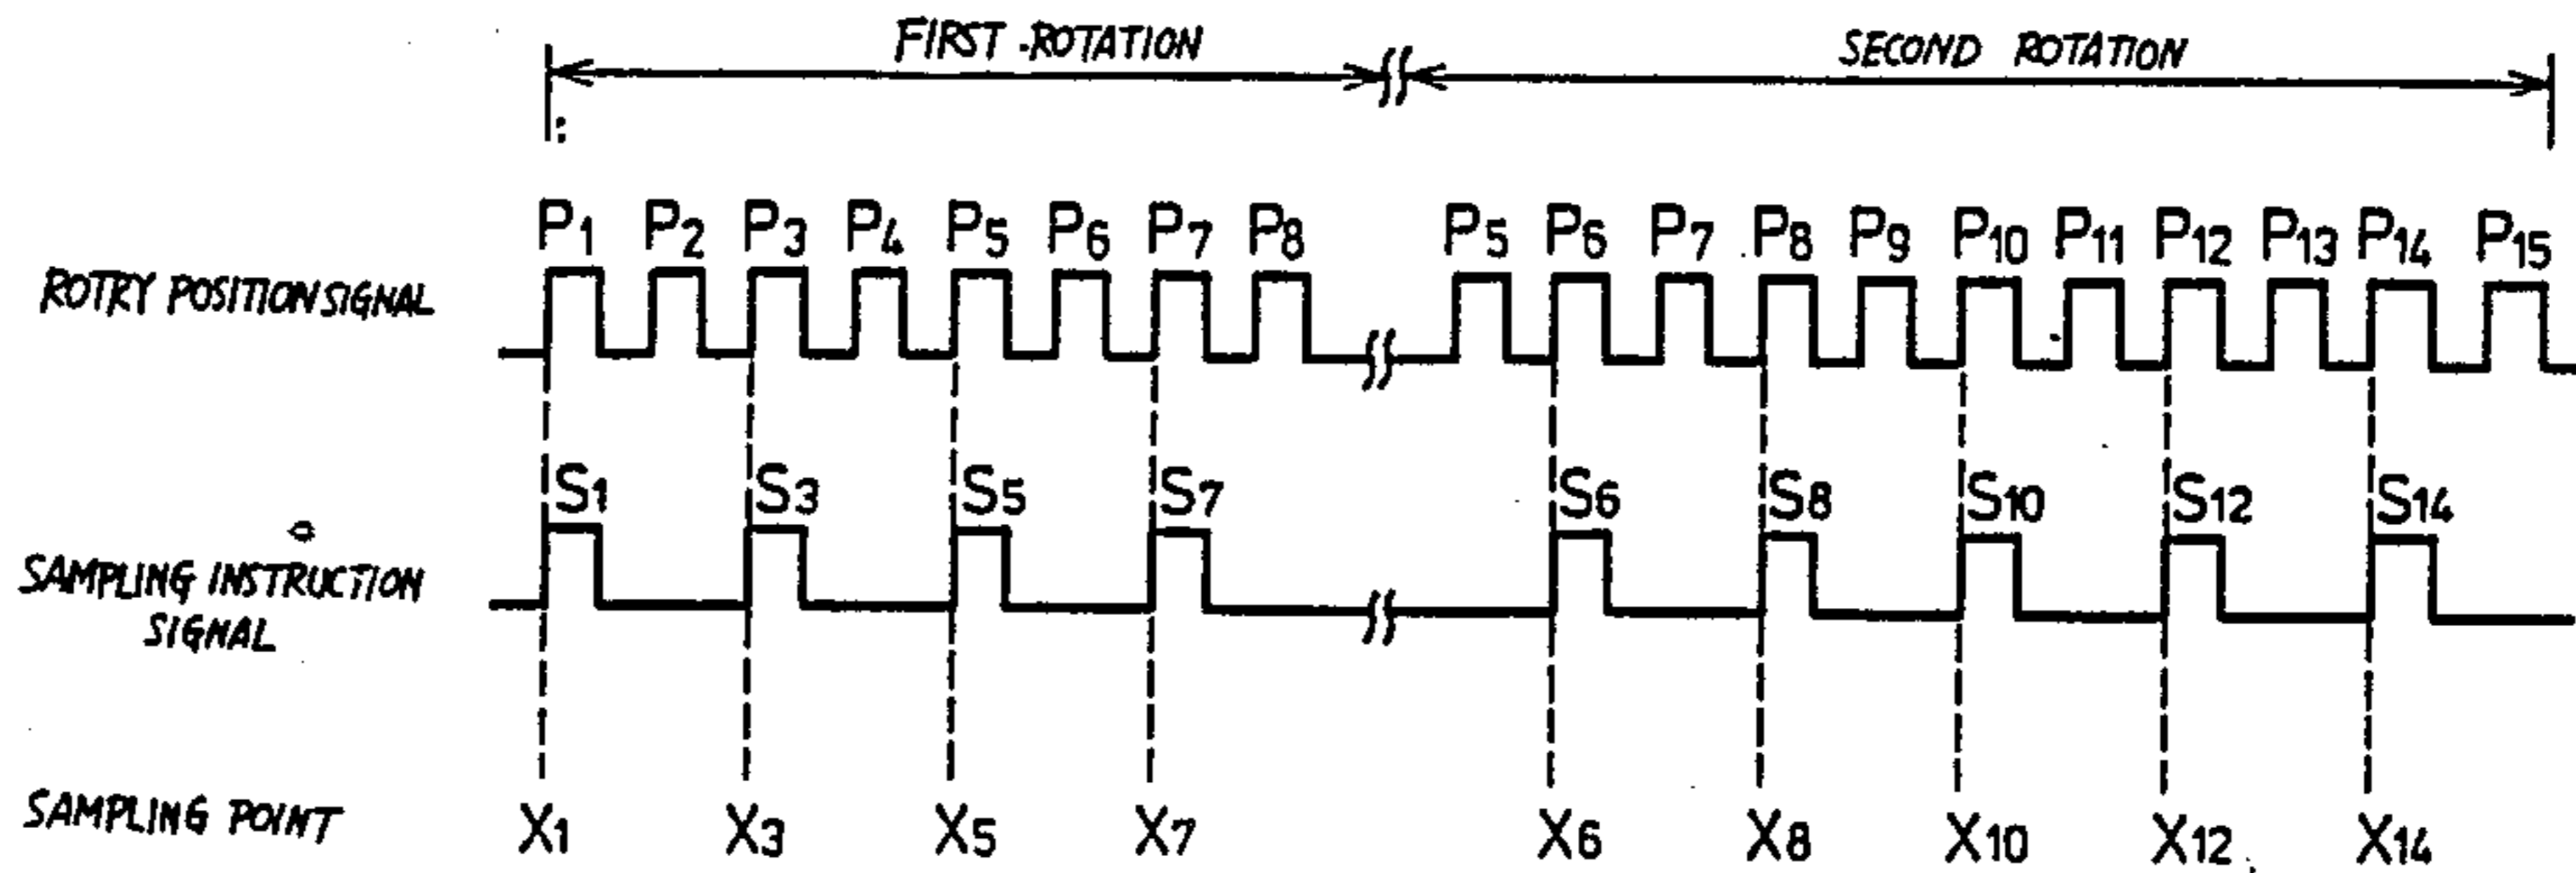 FIRST -ROTATION SECOND ROTATION
P1 P2 P3 P4 P5 P6 P7 P8 P5 P6 P7 P8 P9 P10 P11 P12 P13 P14 P15
ROTRY POSITION SIGNAL
S1 S3 S5 S7 S6 S8 S10 S12 S14
SAMPLING INSTRUCTION
SIGNAL
SAMPLING POINT X1 X3 X5 X7 X6 X8 X10 X12 X14